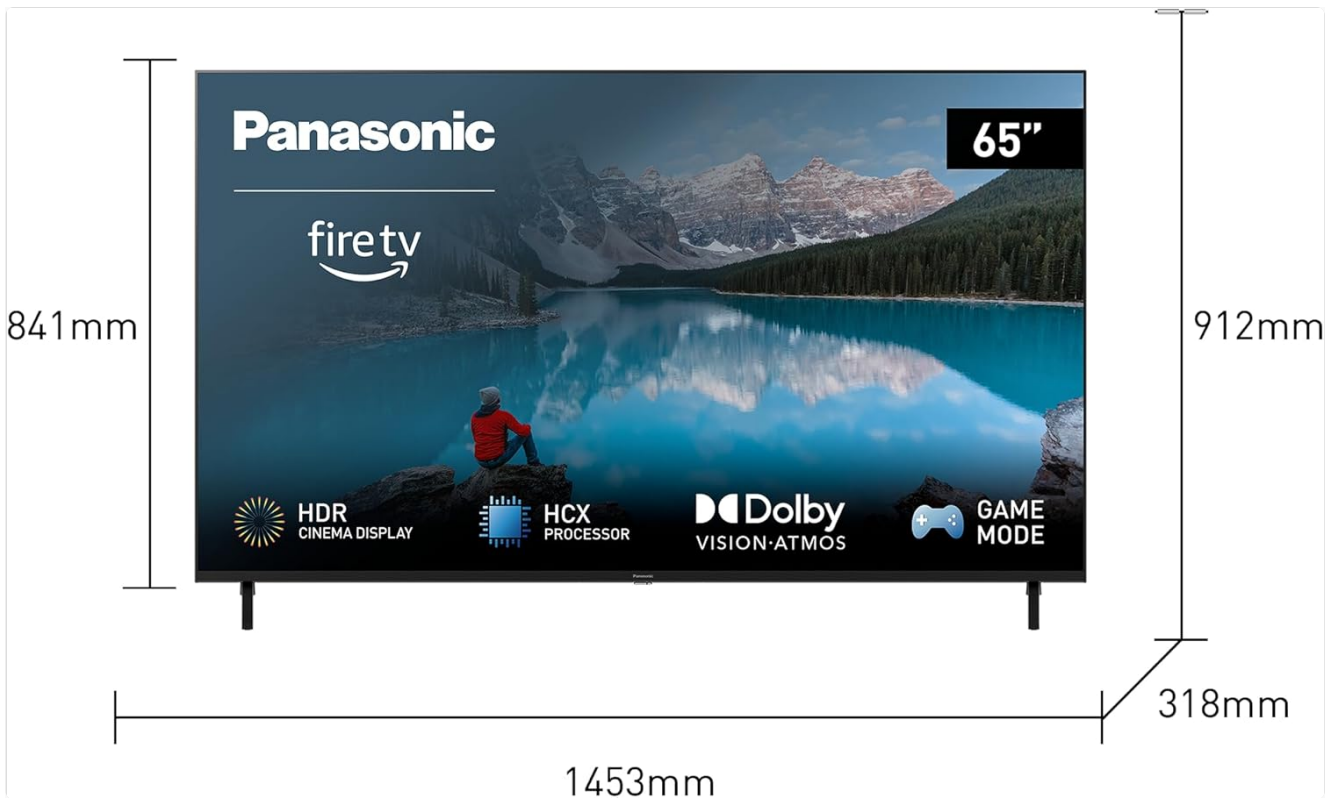 Panasonic
65”
fire tv
841mm
912mm
HDR
CINEMA DISPLAY
HCX
PROCESSOR
Dolby
VISION·ATMOS
GAME
MODE
Panasonic
318mm
1453mm